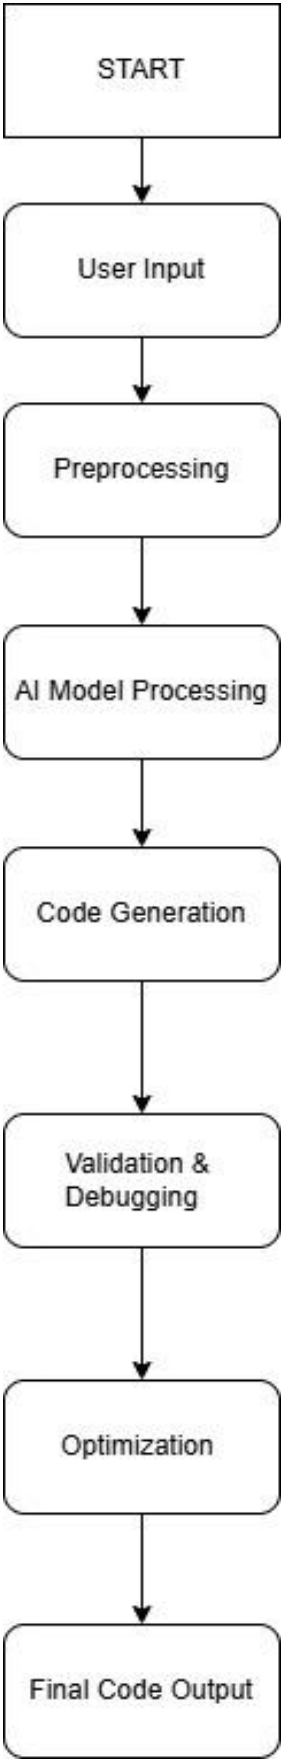 START
User Input
Preprocessing
AI Model Processing
Code Generation
Validation &
Debugging
Optimization
Final Code Output